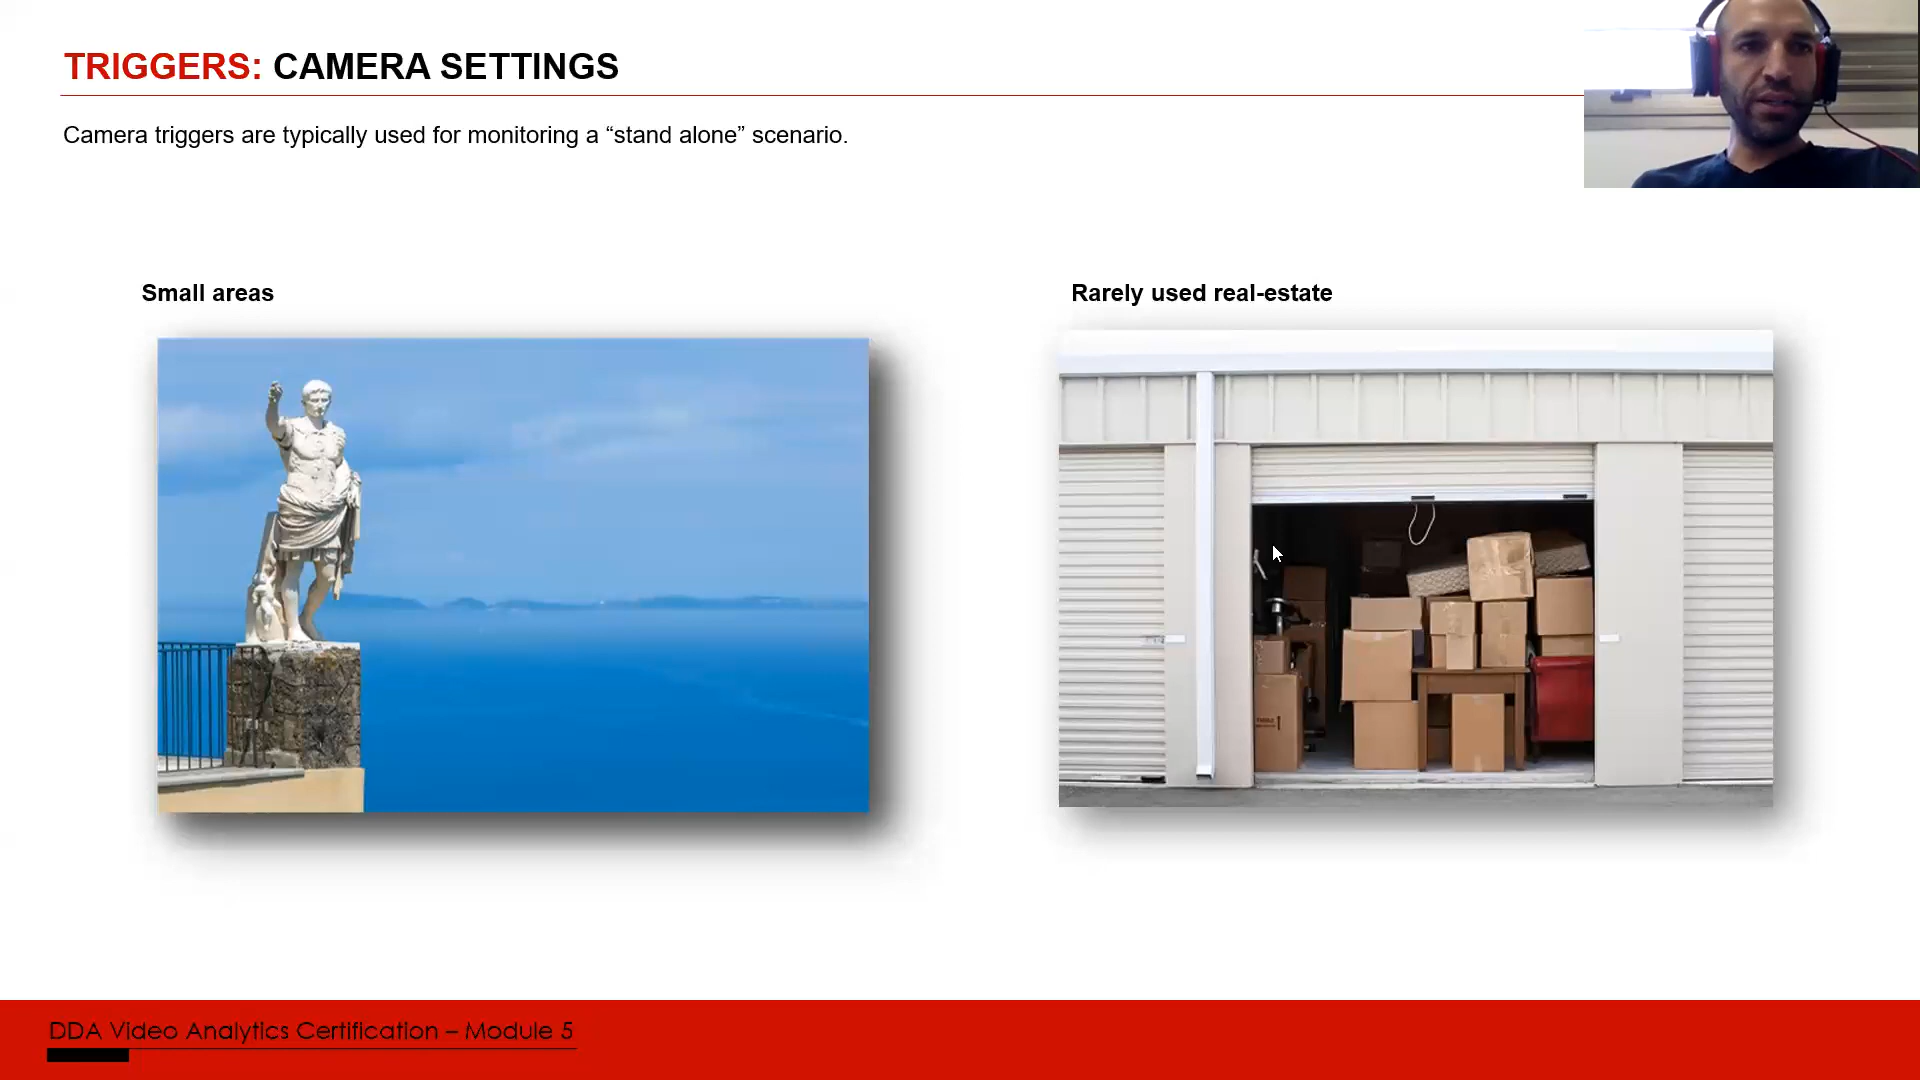 TRIGGERS: CAMERA SETTINGS
Camera triggers are typically used for monitoring a “stand alone” scenario.
Small areas
Rarely used real-estate
DDA Video Analytics Certification – Module 5